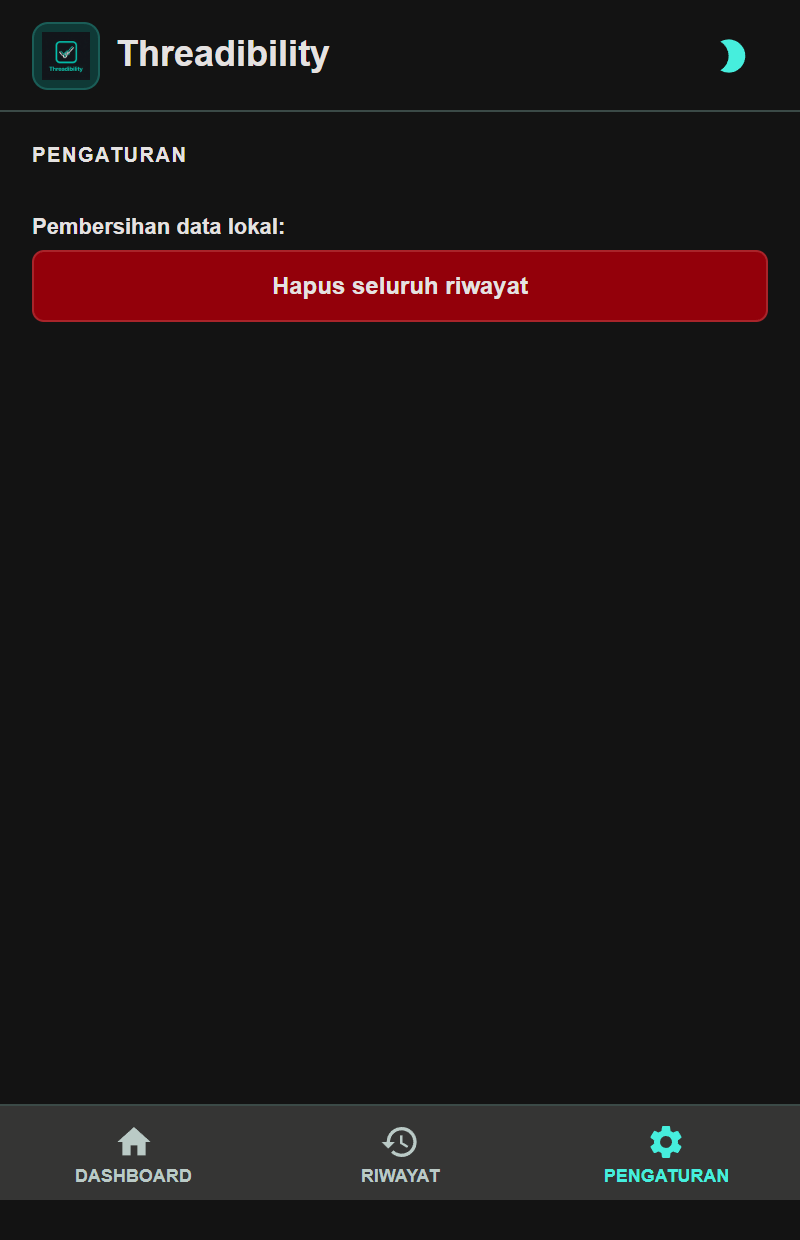 Threadibility
Threadibility
PENGATURAN
Pembersihan data lokal:
Hapus seluruh riwayat
DASHBOARD
RIWAYAT
PENGATURAN